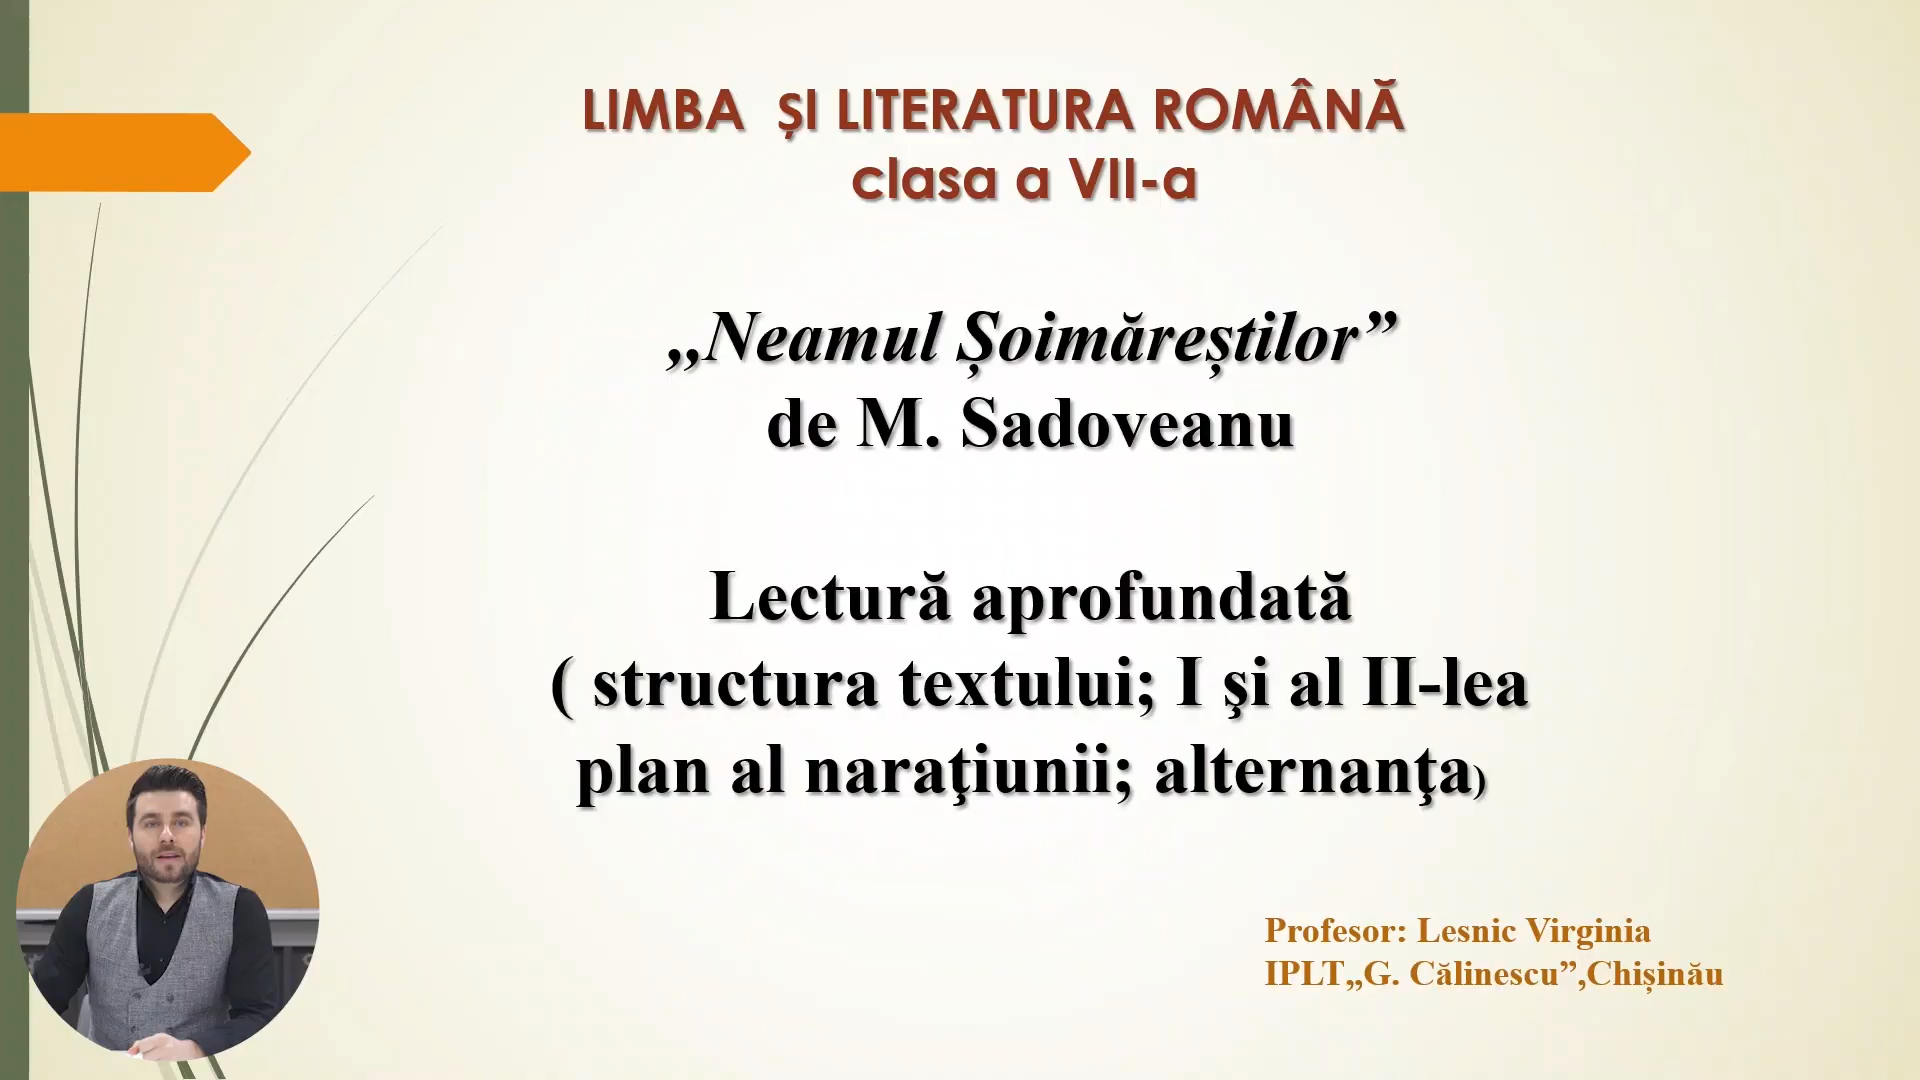 LIMBA ȘI LITERATURA ROMÂNĂ
clasa a VII-a
,,Neamul Șoimăreștilor”
de M. Sadoveanu
Lectură aprofundată
( structura textului; I şi al II-lea
plan al naraţiunii; alternanţa)
Profesor: Lesnic Virginia
IPLT,,G. Călinescu”,Chișinău